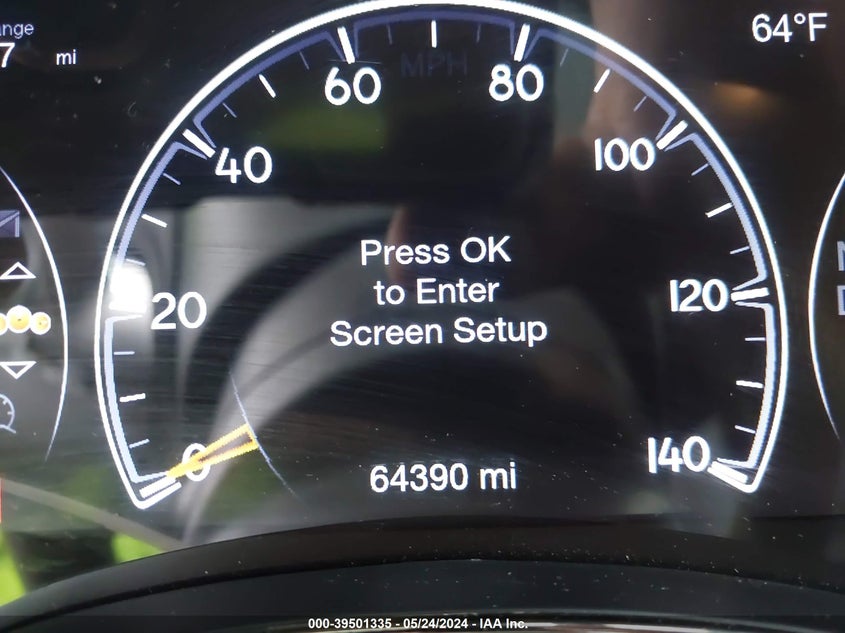 nge
7 mi
64°F
MPH
0
20
40
60
80
100
120
140
Press OK
to Enter
Screen Setup
64390 mi
000-39501335 - 05/24/2024 - IAA Inc.